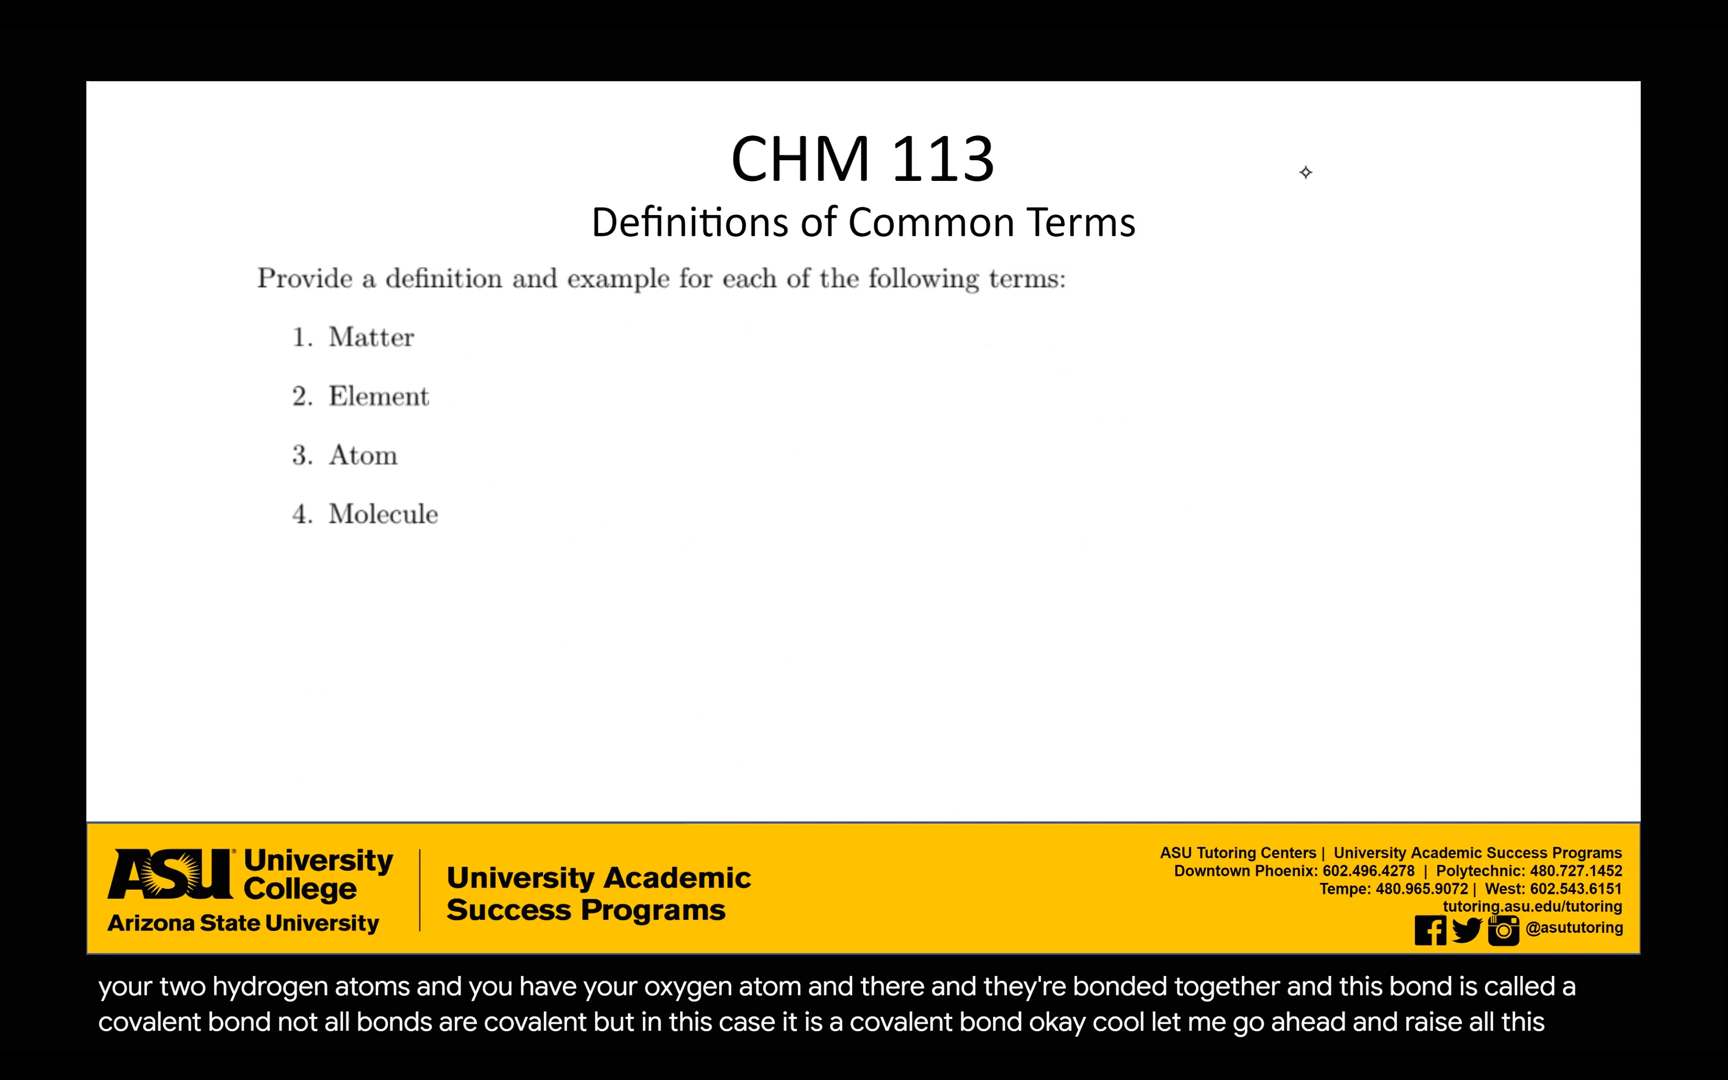 CHM 113
Definitions of Common Terms
Provide a definition and example for each of the following terms:
1. Matter
2. Element
3. Atom
4. Molecule
ASU University College
Arizona State University
University Academic
Success Programs
ASU Tutoring Centers | University Academic Success Programs
Downtown Phoenix: 602.496.4278 | Polytechnic: 480.727.1452
Tempe: 480.965.9072 | West: 602.543.6151
tutoring.asu.edu/tutoring
@asututoring
your two hydrogen atoms and you have your oxygen atom and there and they're bonded together and this bond is called a
covalent bond not all bonds are covalent but in this case it is a covalent bond okay cool let me go ahead and raise all this